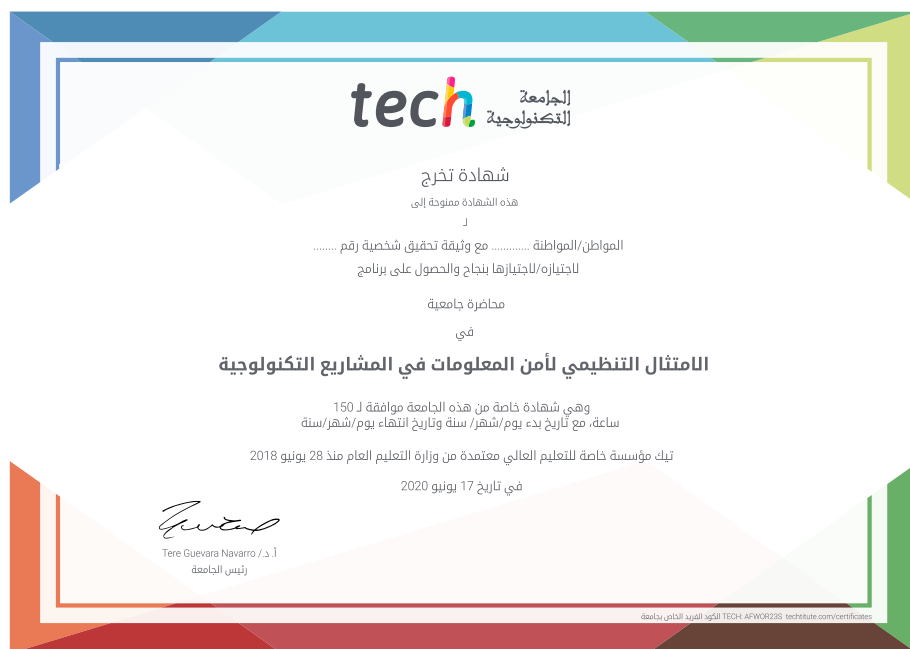 tech
الجامعة
التكنولوجية
شهادة تخرج
هذه الشهادة ممنوحة إلى
لـ
المواطن/المواطنة ............. مع وثيقة تحقيق شخصية رقم ........
لاجتيازه/لاجتيازها بنجاح والحصول على برنامج
محاضرة جامعية
في
الامتثال التنظيمي لأمن المعلومات في المشاريع التكنولوجية
وهي شهادة خاصة من هذه الجامعة موافقة لـ 150
ساعة، مع تاريخ بدء يوم/شهر/ سنة وتاريخ انتهاء يوم/شهر/سنة
تيك مؤسسة خاصة للتعليم العالي معتمدة من وزارة التعليم العام منذ 28 يونيو 2018
في تاريخ 17 يونيو 2020
أ. د./ Tere Guevara Navarro
رئيس الجامعة
الكود الفريد الخاص بجامعة TECH: AFWOR23S techtitute.com/certificates